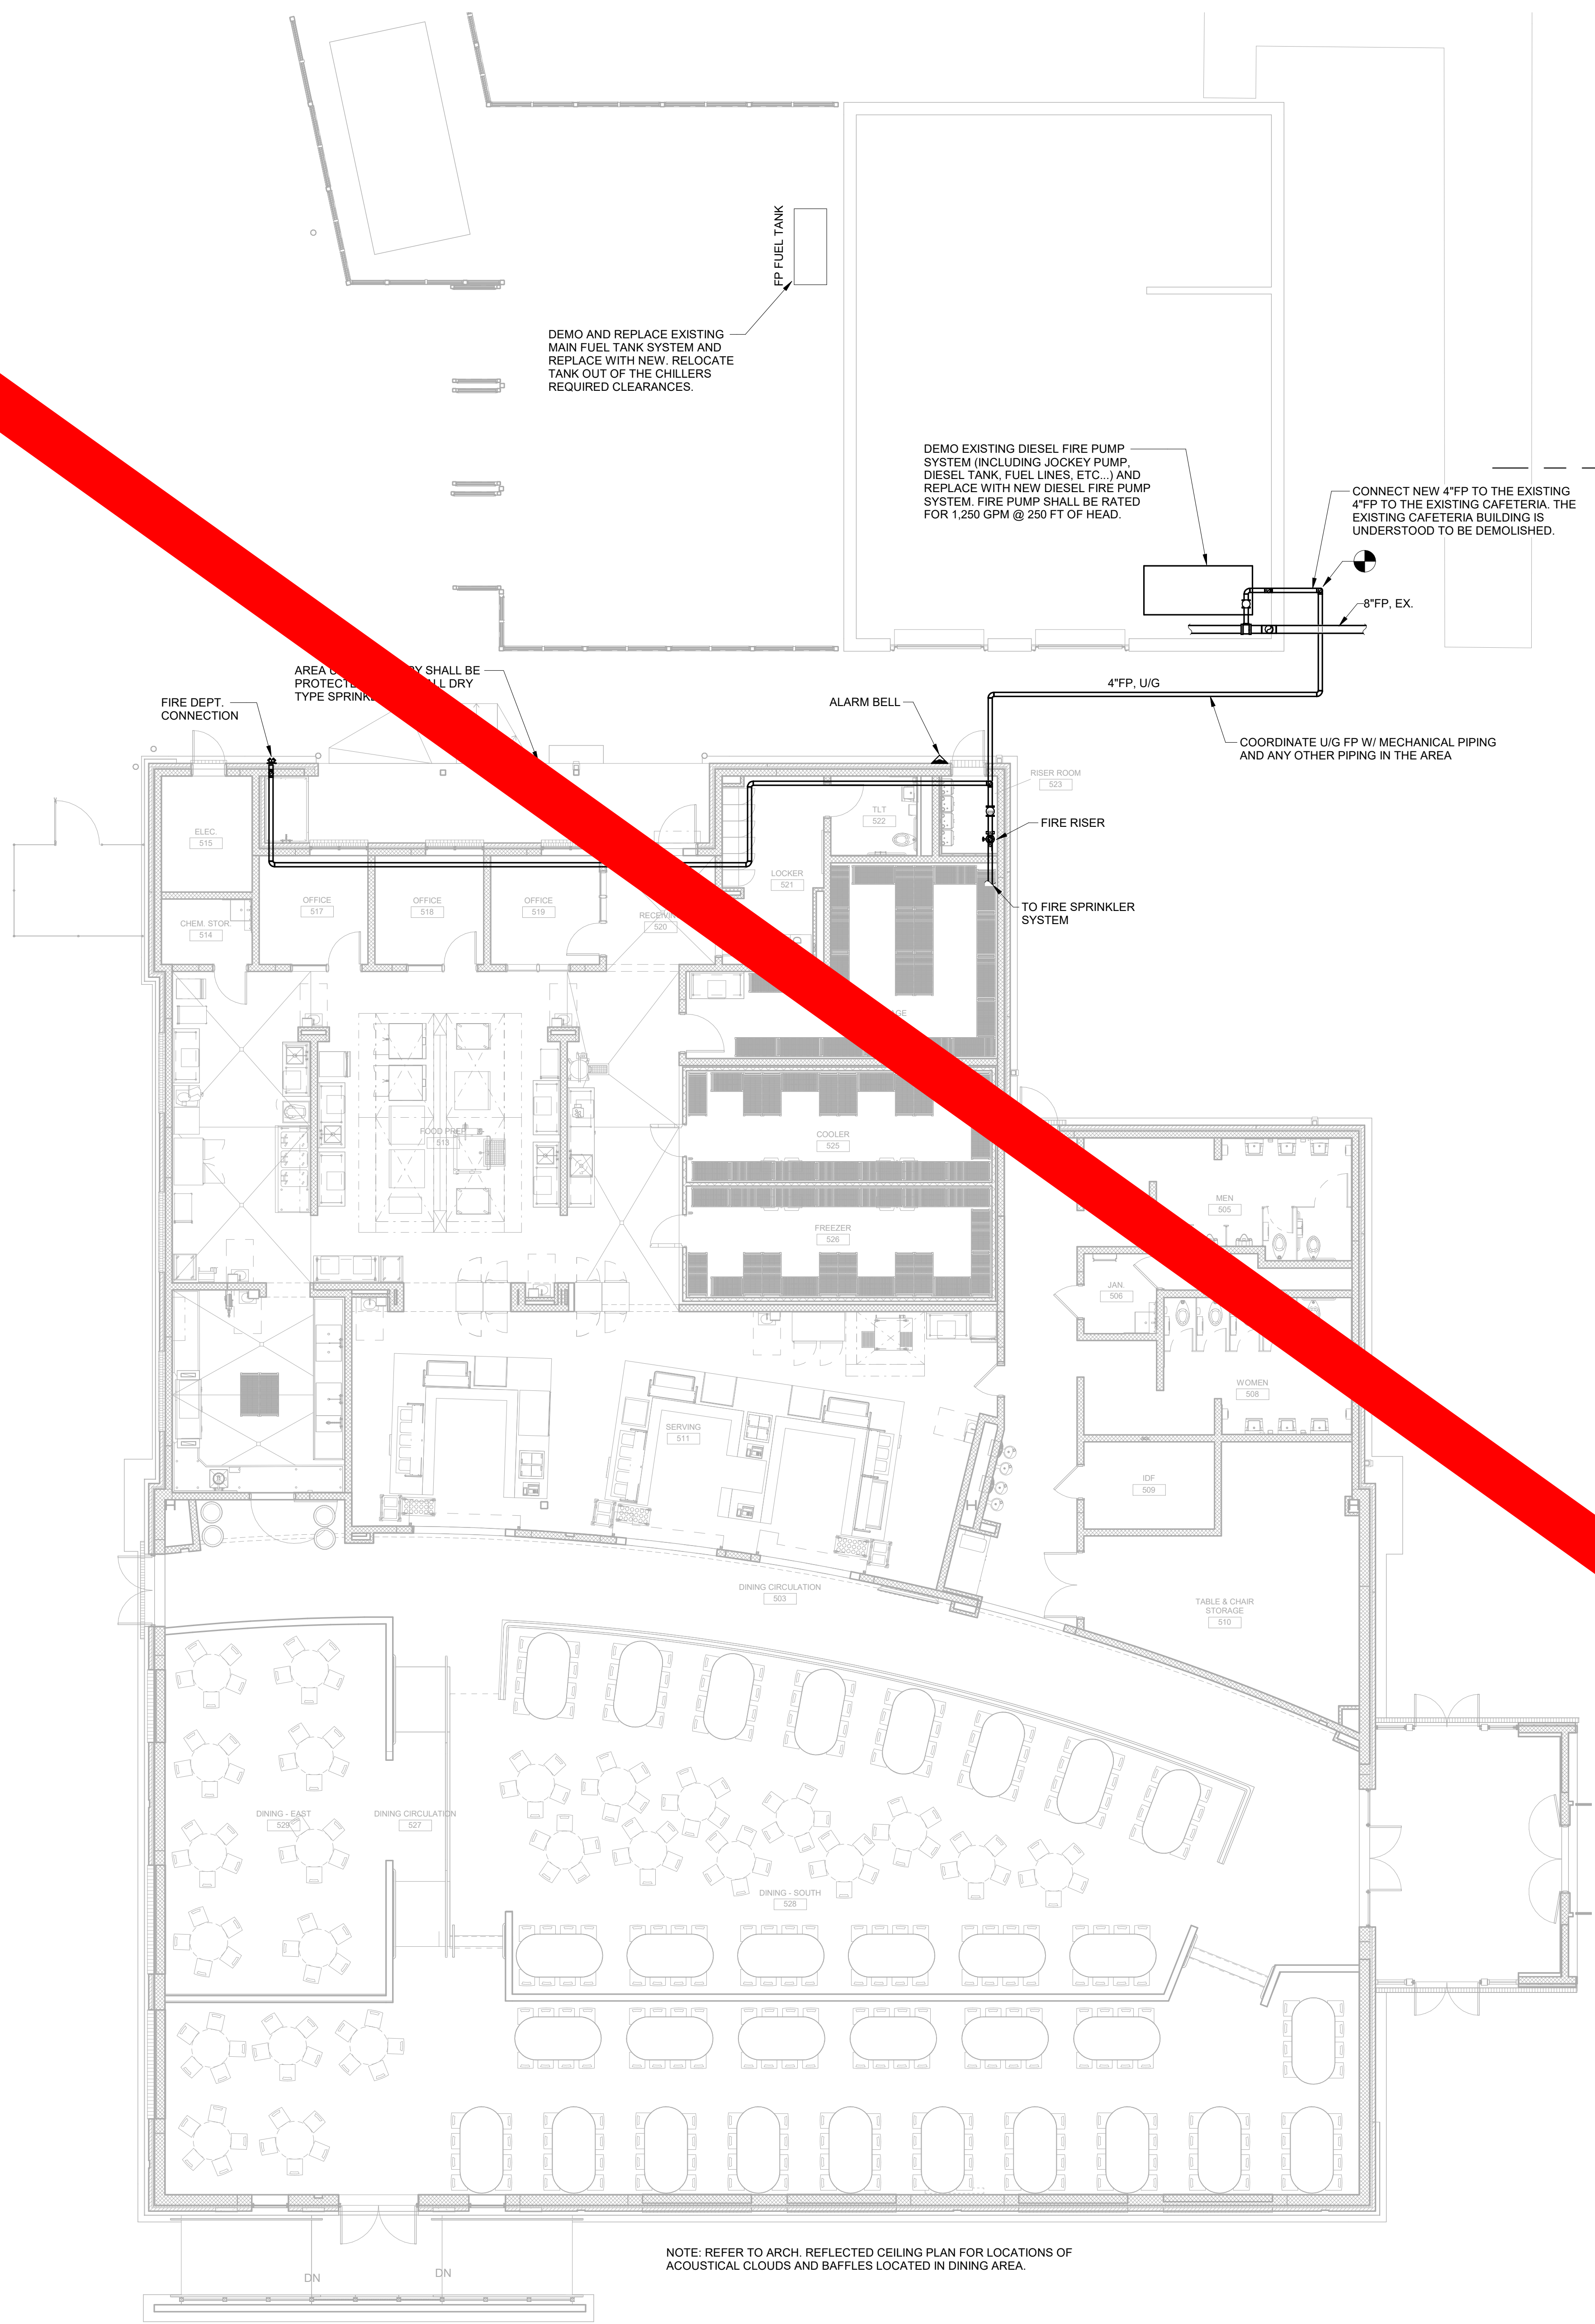 FP FUEL TANK
DEMO AND REPLACE EXISTING
MAIN FUEL TANK SYSTEM AND
REPLACE WITH NEW. RELOCATE
TANK OUT OF THE CHILLERS
REQUIRED CLEARANCES.
DEMO EXISTING DIESEL FIRE PUMP
SYSTEM (INCLUDING JOCKEY PUMP,
DIESEL TANK, FUEL LINES, ETC...) AND
REPLACE WITH NEW DIESEL FIRE PUMP
SYSTEM. FIRE PUMP SHALL BE RATED
FOR 1,250 GPM @ 250 FT OF HEAD.
CONNECT NEW 4"FP TO THE EXISTING
4"FP TO THE EXISTING CAFETERIA. THE
EXISTING CAFETERIA BUILDING IS
UNDERSTOOD TO BE DEMOLISHED.
8"FP, EX.
AREA SHALL BE
DRY
TYPE
4"FP, U/G
FIRE DEPT.
CONNECTION
ALARM BELL
COORDINATE U/G FP W/ MECHANICAL PIPING
AND ANY OTHER PIPING IN THE AREA
RISER ROOM
523
ELEC.
515
TLT
522
FIRE RISER
LOCKER
521
OFFICE
517
OFFICE
518
OFFICE
519
520
TO FIRE SPRINKLER
SYSTEM
CHEM. STOR.
514
FOOD PREP
513
COOLER
525
MEN
505
FREEZER
526
JAN.
506
WOMEN
508
SERVING
511
IDF
509
DINING CIRCULATION
503
TABLE & CHAIR
STORAGE
510
DINING - EAST
529
DINING CIRCULATION
527
DINING - SOUTH
528
NOTE: REFER TO ARCH. REFLECTED CEILING PLAN FOR LOCATIONS OF
ACOUSTICAL CLOUDS AND BAFFLES LOCATED IN DINING AREA.
DN
DN